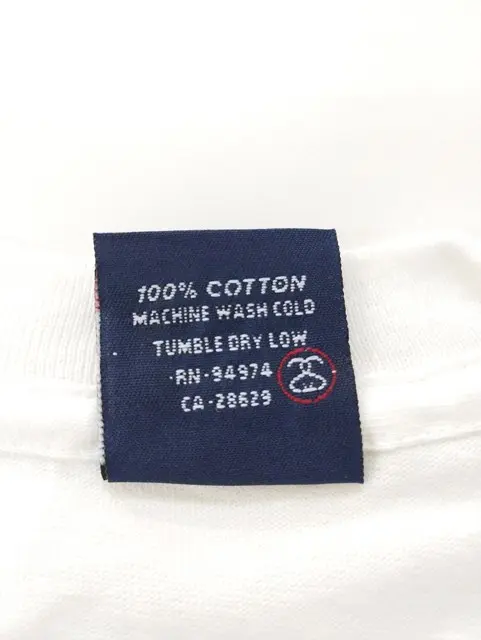 100% COTTON
MACHINE WASH COLD
TUMBLE DRY LOW
·RN-94974
CA-28629